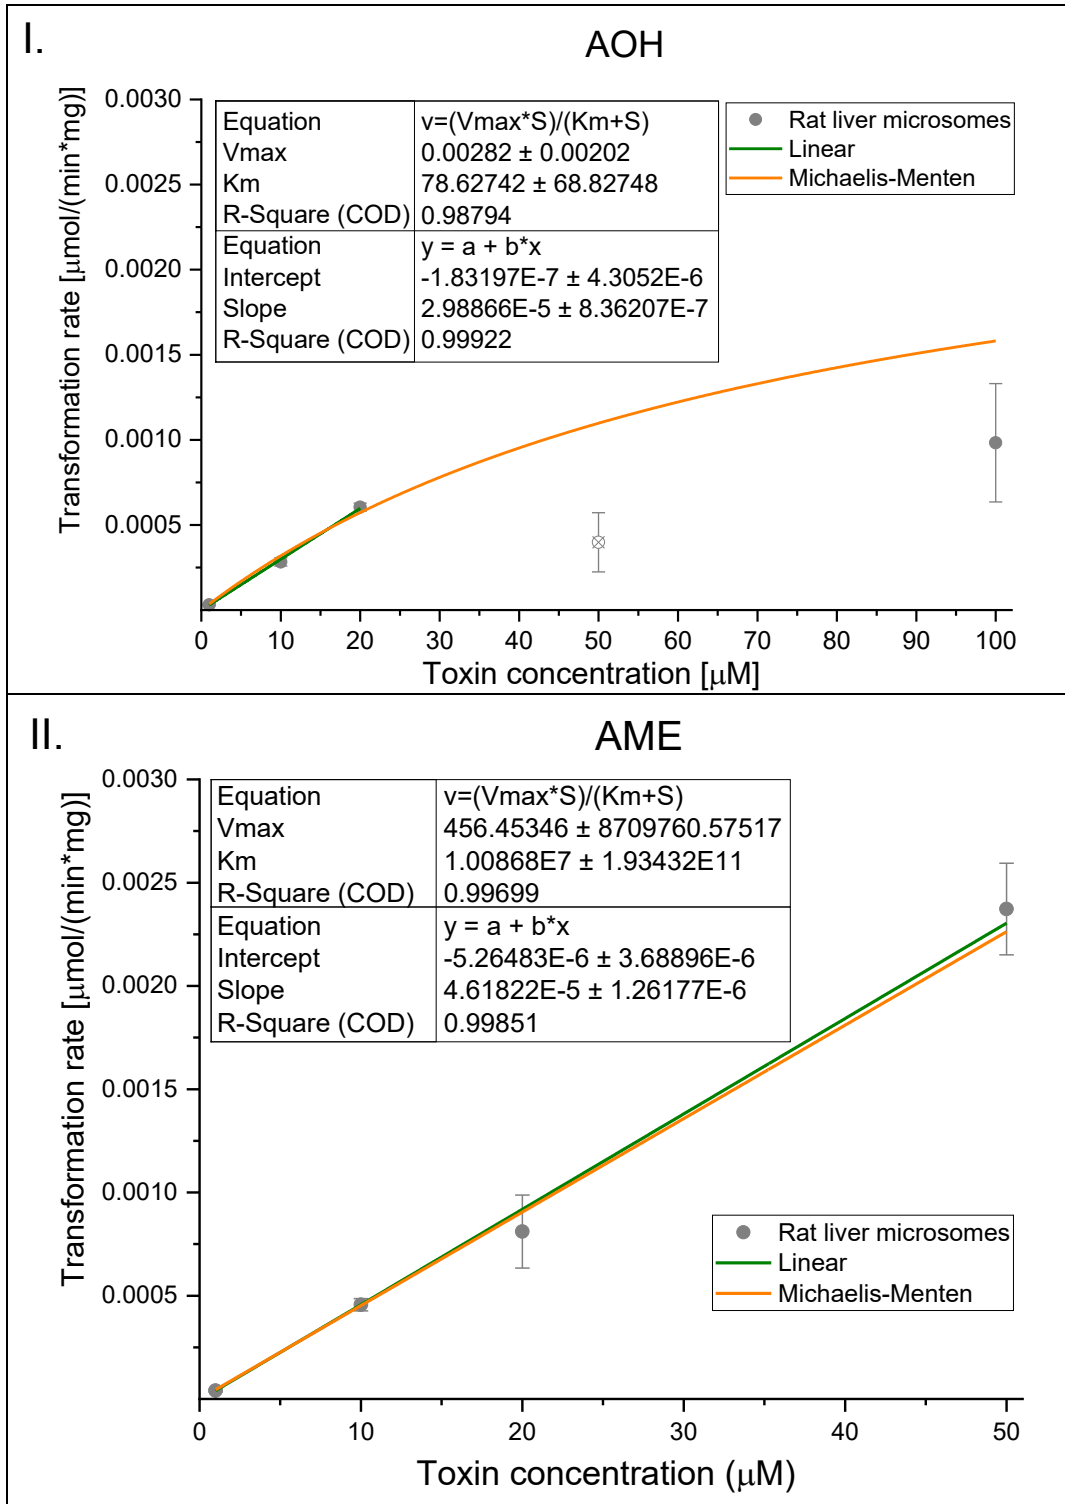 I.
AOH
Transformation rate [μmol/(min*mg)]
0.0030
0.0025
0.0020
0.0015
0.0010
0.0005
Equation v=(Vmax*S)/(Km+S)
Vmax 0.00282 ± 0.00202
Km 78.62742 ± 68.82748
R-Square (COD) 0.98794
Equation y = a + b*x
Intercept -1.83197E-7 ± 4.3052E-6
Slope 2.98866E-5 ± 8.36207E-7
R-Square (COD) 0.99922
Rat liver microsomes
Linear
Michaelis-Menten
0 10 20 30 40 50 60 70 80 90 100
Toxin concentration [μM]
II.
AME
Transformation rate [μmol/(min*mg)]
0.0030
0.0025
0.0020
0.0015
0.0010
0.0005
Equation v=(Vmax*S)/(Km+S)
Vmax 456.45346 ± 8709760.57517
Km 1.00868E7 ± 1.93432E11
R-Square (COD) 0.99699
Equation y = a + b*x
Intercept -5.26483E-6 ± 3.68896E-6
Slope 4.61822E-5 ± 1.26177E-6
R-Square (COD) 0.99851
Rat liver microsomes
Linear
Michaelis-Menten
0 10 20 30 40 50
Toxin concentration (μM)